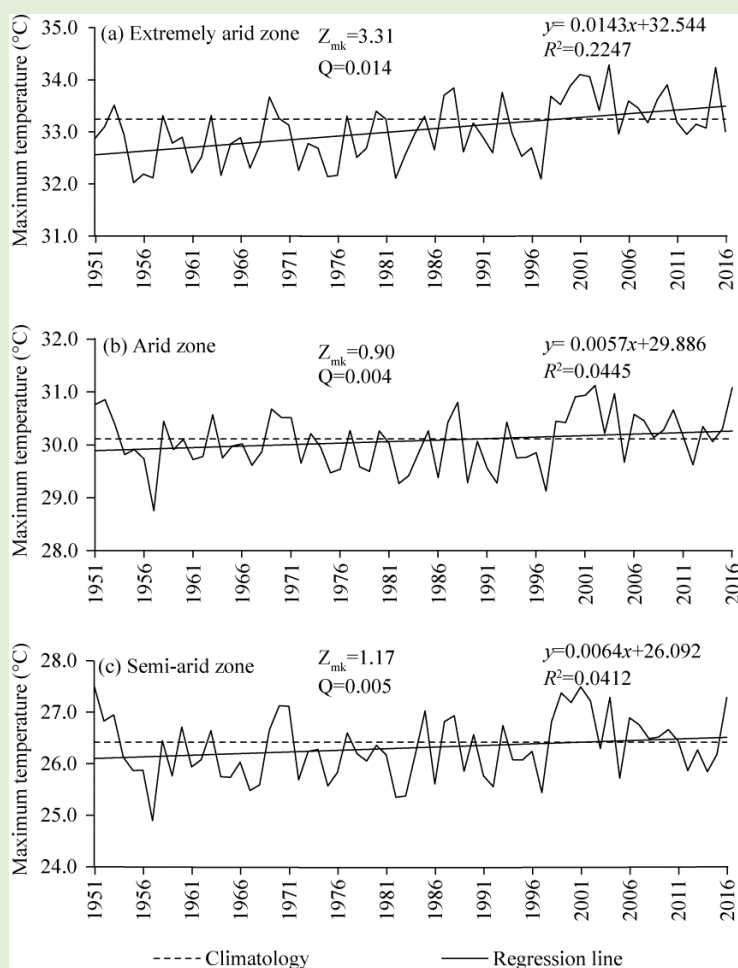 (a) Extremely arid zone
Z_mk=3.31
Q=0.014
y= 0.0143x+32.544
R²=0.2247
Maximum temperature (°C)
35.0
34.0
33.0
32.0
31.0
1951 1956 1961 1966 1971 1976 1981 1986 1991 1996 2001 2006 2011 2016
(b) Arid zone
Z_mk=0.90
Q=0.004
y= 0.0057x+29.886
R²=0.0445
Maximum temperature (°C)
32.0
31.0
30.0
29.0
28.0
1951 1956 1961 1966 1971 1976 1981 1986 1991 1996 2001 2006 2011 2016
(c) Semi-arid zone
Z_mk=1.17
Q=0.005
y=0.0064x+26.092
R²=0.0412
Maximum temperature (°C)
28.0
27.0
26.0
25.0
24.0
1951 1956 1961 1966 1971 1976 1981 1986 1991 1996 2001 2006 2011 2016
Climatology Regression line